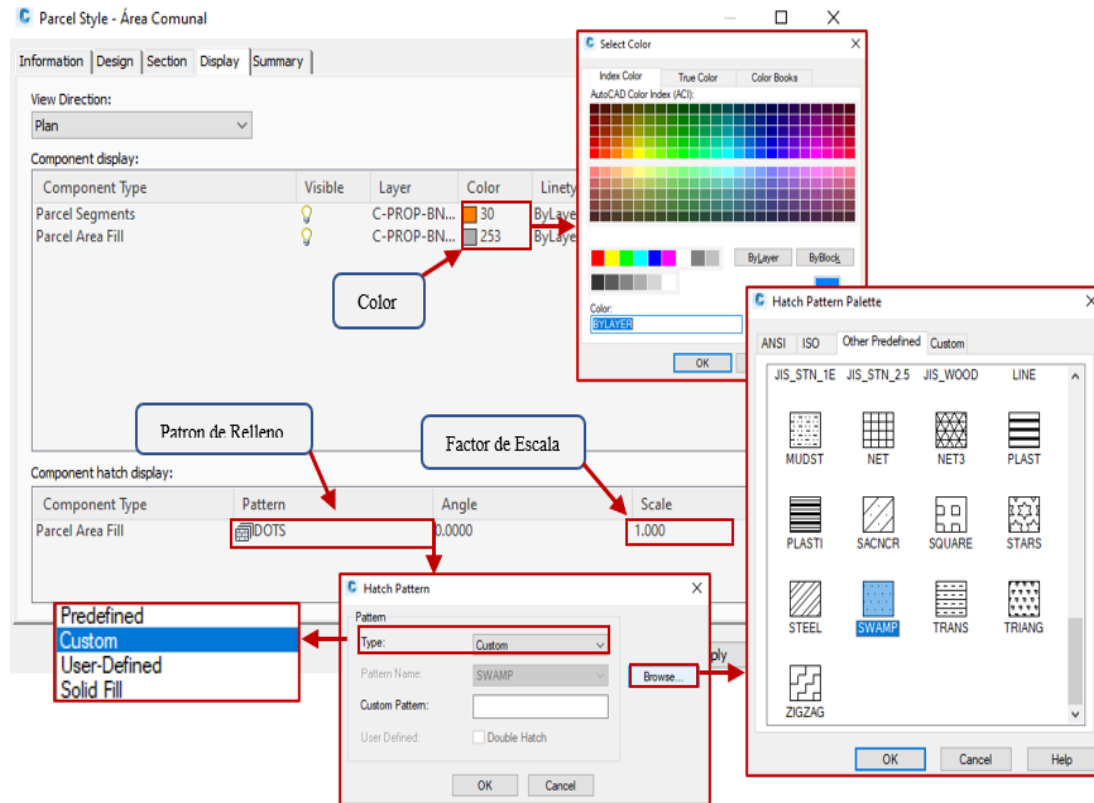 Parcel Style - Área Comunal
Information Design Section Display Summary
View Direction:
Plan
Component display:
Component Type Visible Layer Color Linety
Parcel Segments C-PROP-BN... 30 ByLaye
Parcel Area Fill C-PROP-BN... 253 ByLaye
Color
Patron de Relleno
Factor de Escala
Component hatch display:
Component Type Pattern Angle Scale
Parcel Area Fill DOTS 0.0000 1.000
pply
Select Color
Index Color True Color Color Books
AutoCAD Color Index (ACI):
ByLayer ByBlock
Color:
BYLAYER
OK
Hatch Pattern Palette
ANSI ISO Other Predefined Custom
JIS_STN_1E JIS_STN_2.5 JIS_WOOD LINE
MUDST NET NET3 PLAST
PLASTI SACNCR SQUARE STARS
STEEL SWAMP TRANS TRIANG
ZIGZAG
OK Cancel Help
Hatch Pattern
Pattern
Type: Custom
Pattern Name: SWAMP Browse...
Custom Pattern:
User Defined: Double Hatch
OK Cancel
Predefined
Custom
User-Defined
Solid Fill